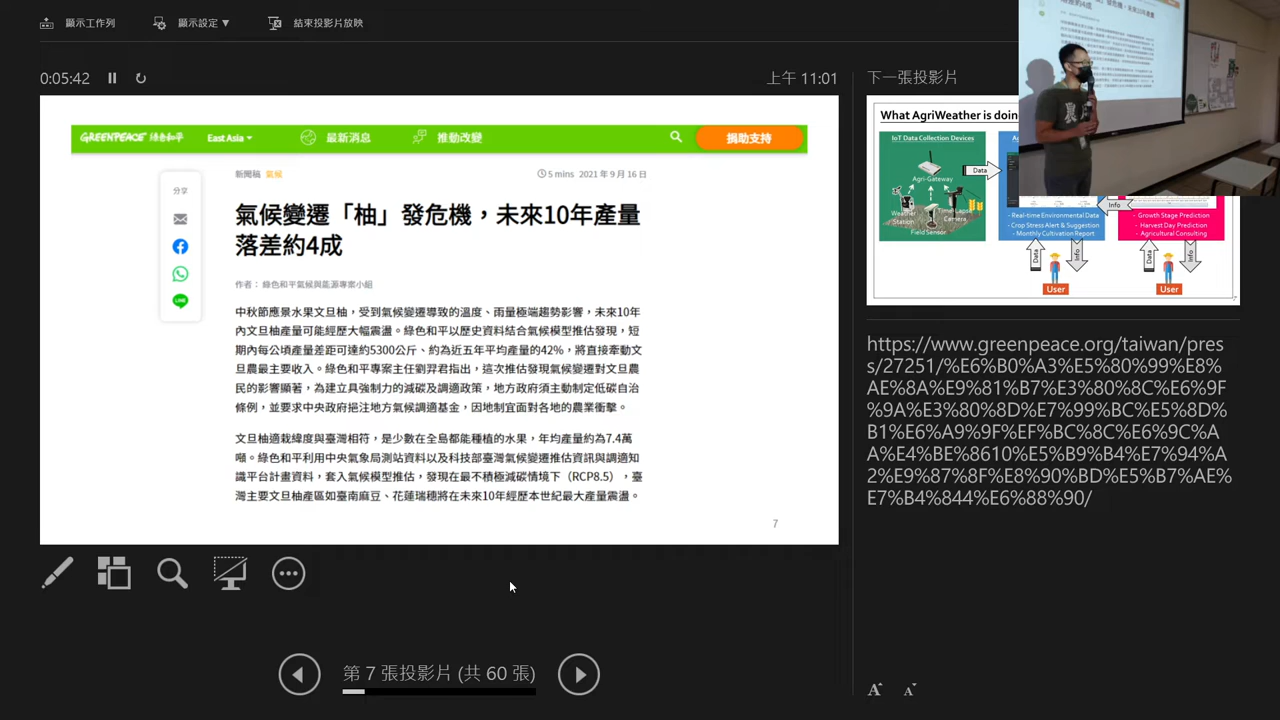 顯示工作列
顯示設定 ▼
結束投影片放映
0:05:42
上午 11:01
下一張投影片
GREENPEACE 綠色和平
East Asia
最新消息
推動改變
捐助支持
分享
新聞稿 氣候
5 mins 2021 年 9 月 16 日
氣候變遷「柚」發危機，未來10年產量
落差約4成
作者： 綠色和平氣候與能源專案小組
中秋節應景水果文旦柚，受到氣候變遷導致的溫度、雨量極端趨勢影響，未來10年
內文旦柚產量可能經歷大幅震盪。綠色和平以歷史資料結合氣候模型推估發現，短
期內每公頃產量差距可達約5300公斤、約為近五年平均產量的42%，將直接牽動文
旦農最主要收入。綠色和平專案主任劉羿君指出，這次推估發現氣候變遷對文旦農
民的影響顯著，為建立具強制力的減碳及調適政策，地方政府須主動制定低碳自治
條例，並要求中央政府挹注地方氣候調適基金，因地制宜面對各地的農業衝擊。
文旦柚適栽緯度與臺灣相符，是少數在全島都能種植的水果，年均產量約為7.4萬
噸。綠色和平利用中央氣象局測站資料以及科技部臺灣氣候變遷推估資訊與調適知
識平台計畫資料，套入氣候模型推估，發現在最不積極減碳情境下（RCP8.5），臺
灣主要文旦柚產區如臺南麻豆、花蓮瑞穗將在未來10年經歷本世紀最大產量震盪。
7
What AgriWeather is doin
IoT Data Collection Devices
Agri-Gateway
Weather
Station
Time Lapse
Camera
Field Sensor
Data
Info
- Real-time Environmental Data
- Crop Stress Alert & Suggestion
- Monthly Cultivation Report
- Growth Stage Prediction
- Harvest Day Prediction
- Agricultural Consulting
Data
Info
Data
Info
User
User
https://www.greenpeace.org/taiwan/pres
s/27251/%E6%B0%A3%E5%80%99%E8%
AE%8A%E9%81%B7%E3%80%8C%E6%9F
%9A%E3%80%8D%E7%99%BC%E5%8D%
B1%E6%A9%9F%EF%BC%8C%E6%9C%A
A%E4%BE%8610%E5%B9%B4%E7%94%A
2%E9%87%8F%E8%90%BD%E5%B7%AE%
E7%B4%844%E6%88%90/
第 7 張投影片 (共 60 張)